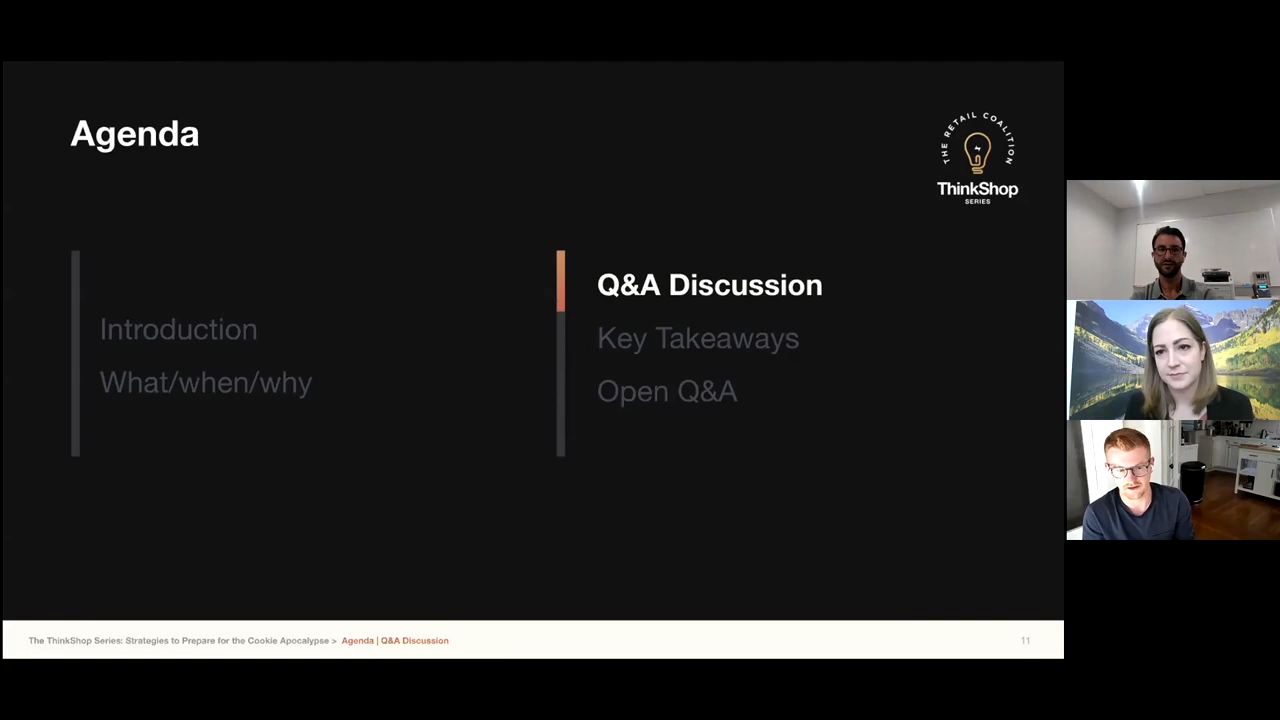 Agenda
THE RETAIL COALITION
ThinkShop
SERIES
Introduction
What/when/why
Q&A Discussion
Key Takeaways
Open Q&A
The ThinkShop Series: Strategies to Prepare for the Cookie Apocalypse > Agenda | Q&A Discussion
11